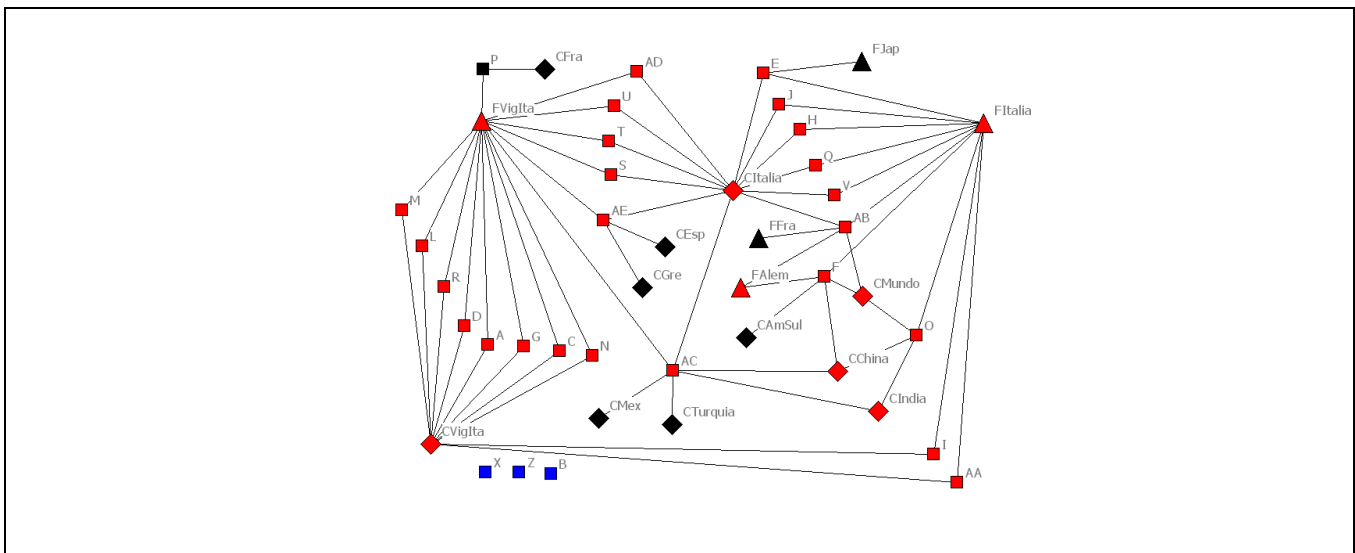 FJap
P
CFra
AD
E
U
J
FVigIta
FItalia
H
T
Q
S
CItalia
V
M
AE
AB
FFra
CEsp
L
F
FAlem
CGre
CMundo
R
D
CAmSul
O
A
G
C
N
AC
CChina
CIndia
CMex
CTurquia
CVigIta
I
X
Z
B
AA